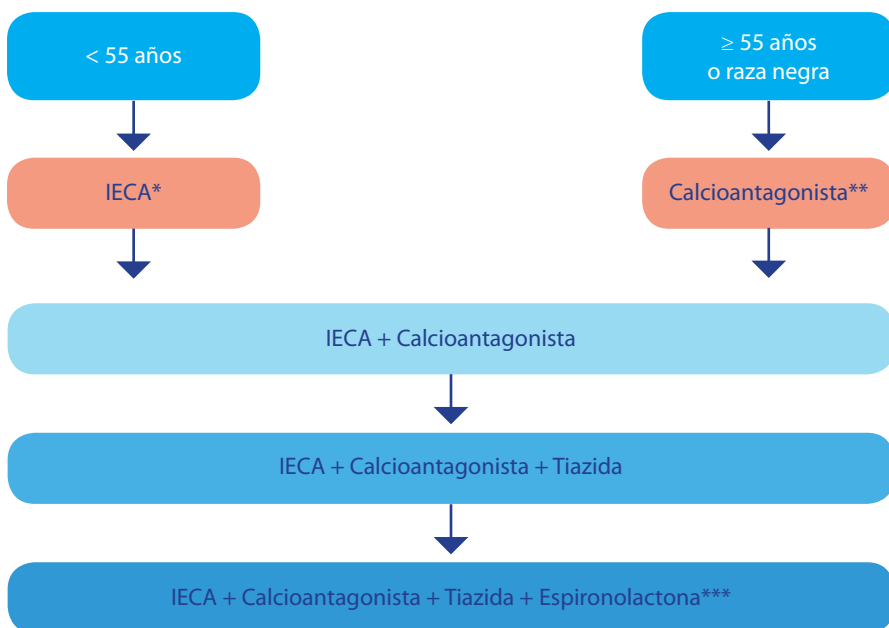 < 55 años
≥ 55 años
o raza negra
IECA*
Calcioantagonista**
IECA + Calcioantagonista
IECA + Calcioantagonista + Tiazida
IECA + Calcioantagonista + Tiazida + Espironolactona***